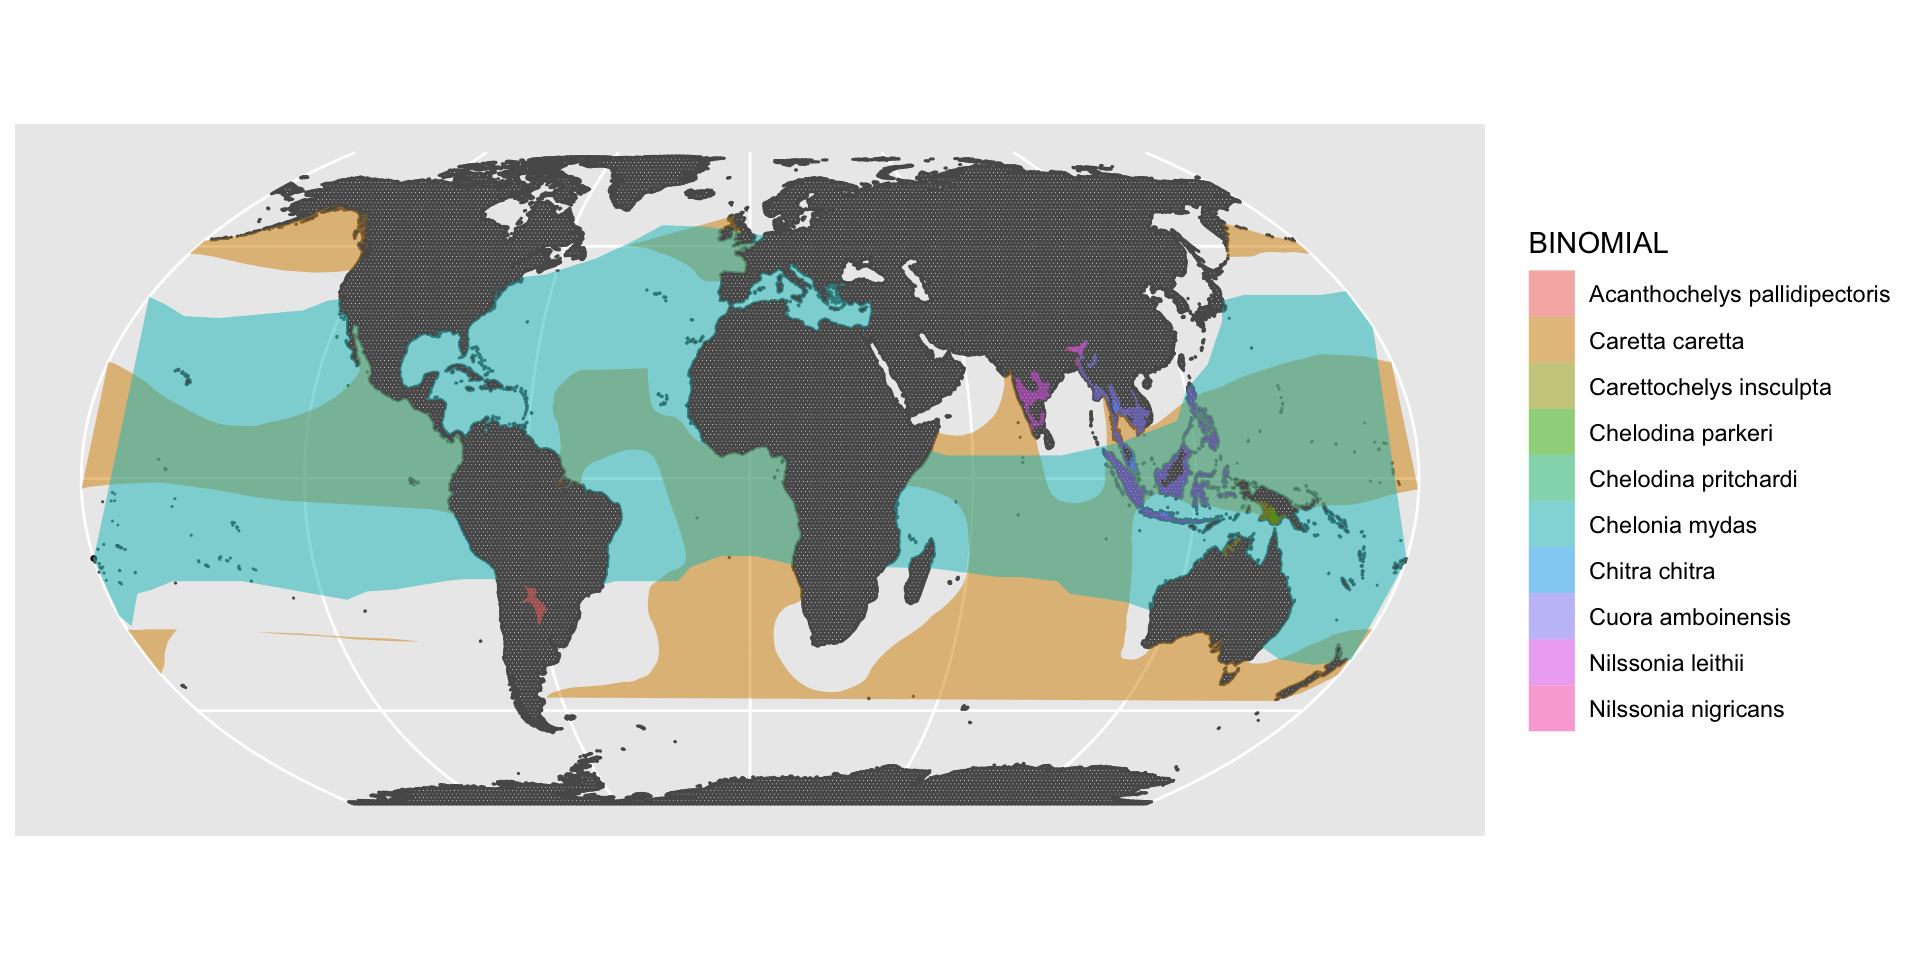 BINOMIAL
Acanthochelys pallidipectoris
Caretta caretta
Carettochelys insculpta
Chelodina parkeri
Chelodina pritchardi
Chelonia mydas
Chitra chitra
Cuora amboinensis
Nilssonia leithii
Nilssonia nigricans